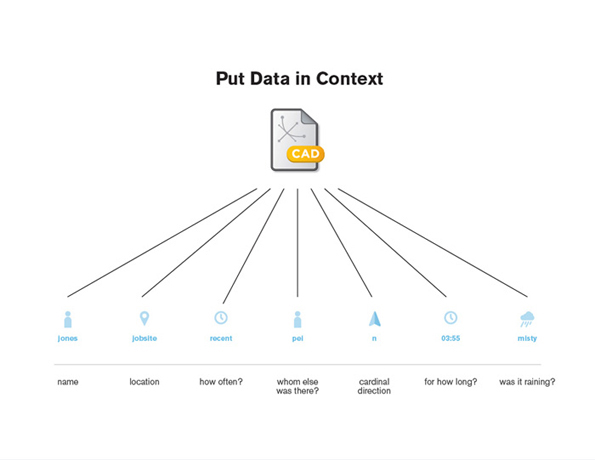 Put Data in Context
CAD
jones
jobsite
recent
pei
n
03:55
misty
name
location
how often?
whom else
was there?
cardinal
direction
for how long?
was it raining?